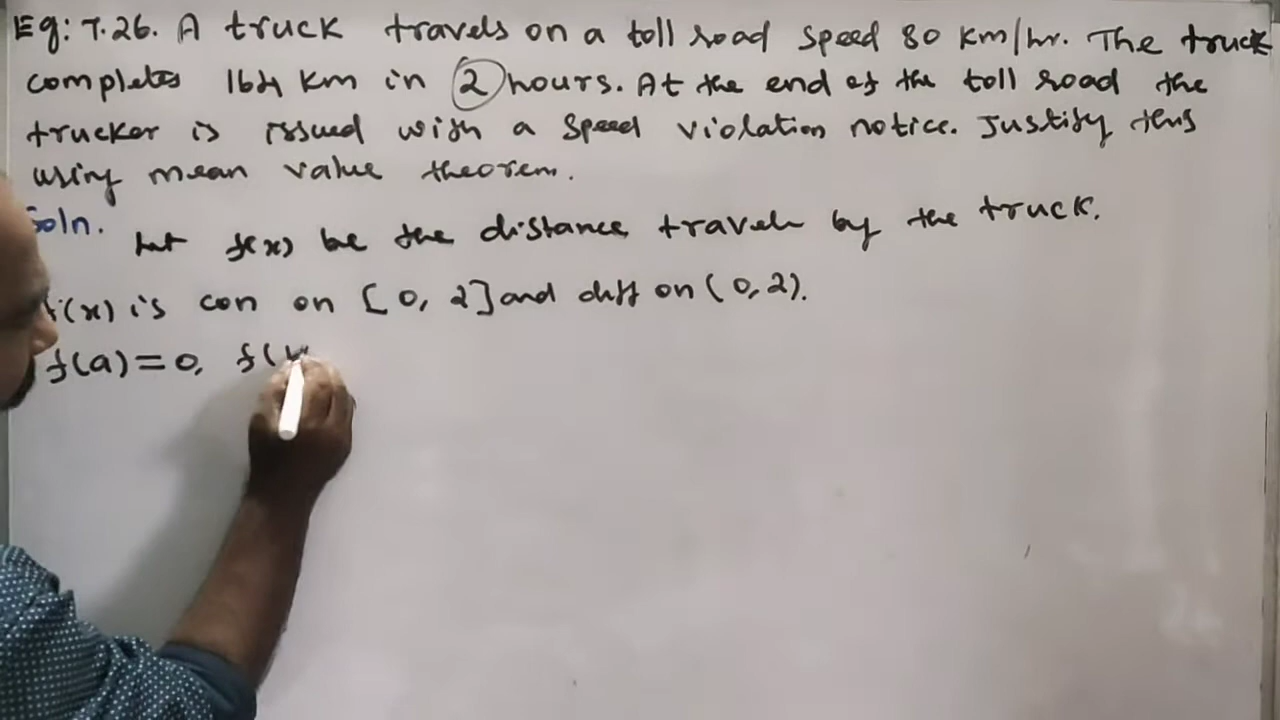 Eg: 7.26. A truck travels on a toll road speed 80 km/hr. The truck
completes 164 km in 2 hours. At the end of the toll road the
trucker is issued with a speed violation notice. Justify this
using mean value theorem.
Soln. Let f(x) be the distance travels by the truck.
f(x) is con on [0, 2] and diff on (0, 2).
f(a) = 0, f(